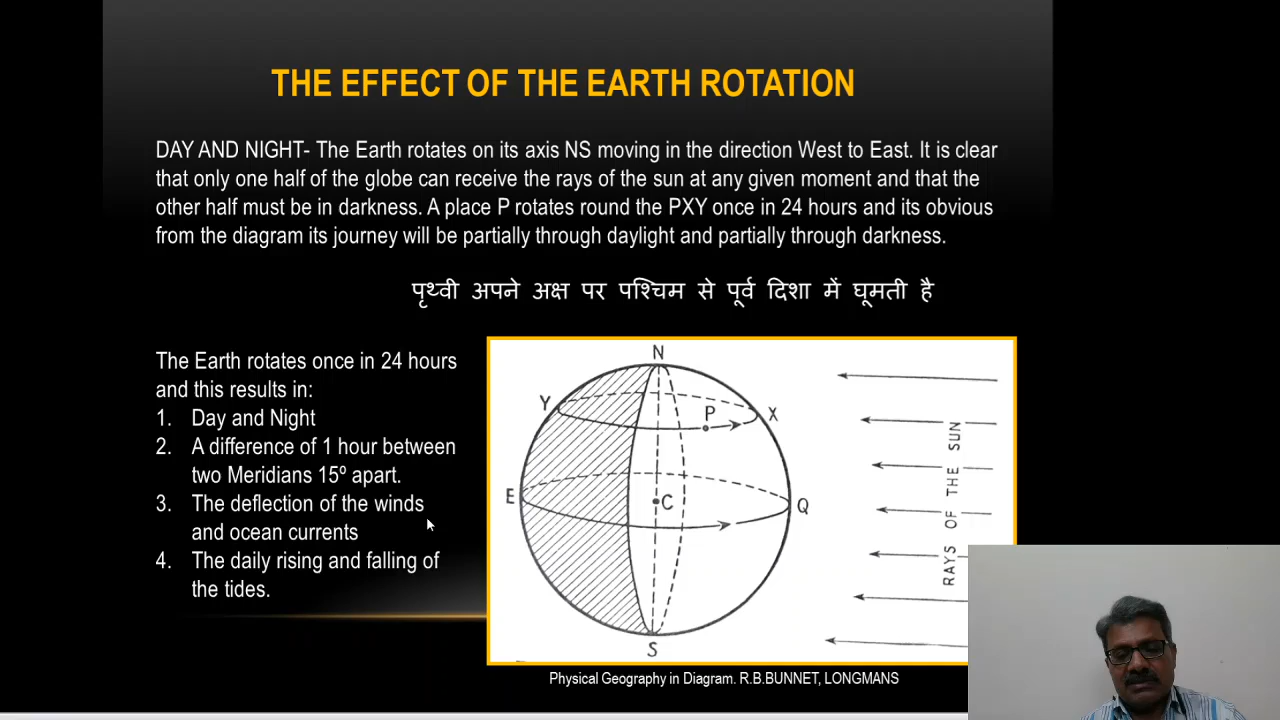 THE EFFECT OF THE EARTH ROTATION
DAY AND NIGHT- The Earth rotates on its axis NS moving in the direction West to East. It is clear
that only one half of the globe can receive the rays of the sun at any given moment and that the
other half must be in darkness. A place P rotates round the PXY once in 24 hours and its obvious
from the diagram its journey will be partially through daylight and partially through darkness.
पृथ्वी अपने अक्ष पर पश्चिम से पूर्व दिशा में घूमती है
The Earth rotates once in 24 hours
and this results in:
1. Day and Night
2. A difference of 1 hour between
two Meridians 15º apart.
3. The deflection of the winds
and ocean currents
4. The daily rising and falling of
the tides.
N
Y
P
X
E
C
Q
S
RAYS OF THE SUN
Physical Geography in Diagram. R.B.BUNNET, LONGMANS